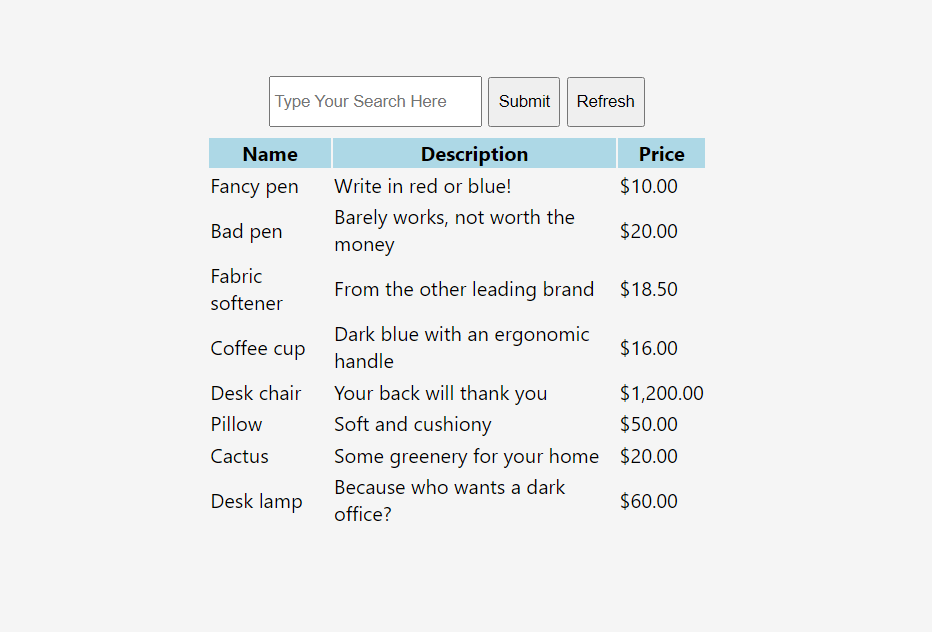 Type Your Search Here Submit Refresh
Name Description Price
Fancy pen Write in red or blue! $10.00
Bad pen Barely works, not worth the money $20.00
Fabric softener From the other leading brand $18.50
Coffee cup Dark blue with an ergonomic handle $16.00
Desk chair Your back will thank you $1,200.00
Pillow Soft and cushiony $50.00
Cactus Some greenery for your home $20.00
Desk lamp Because who wants a dark office? $60.00